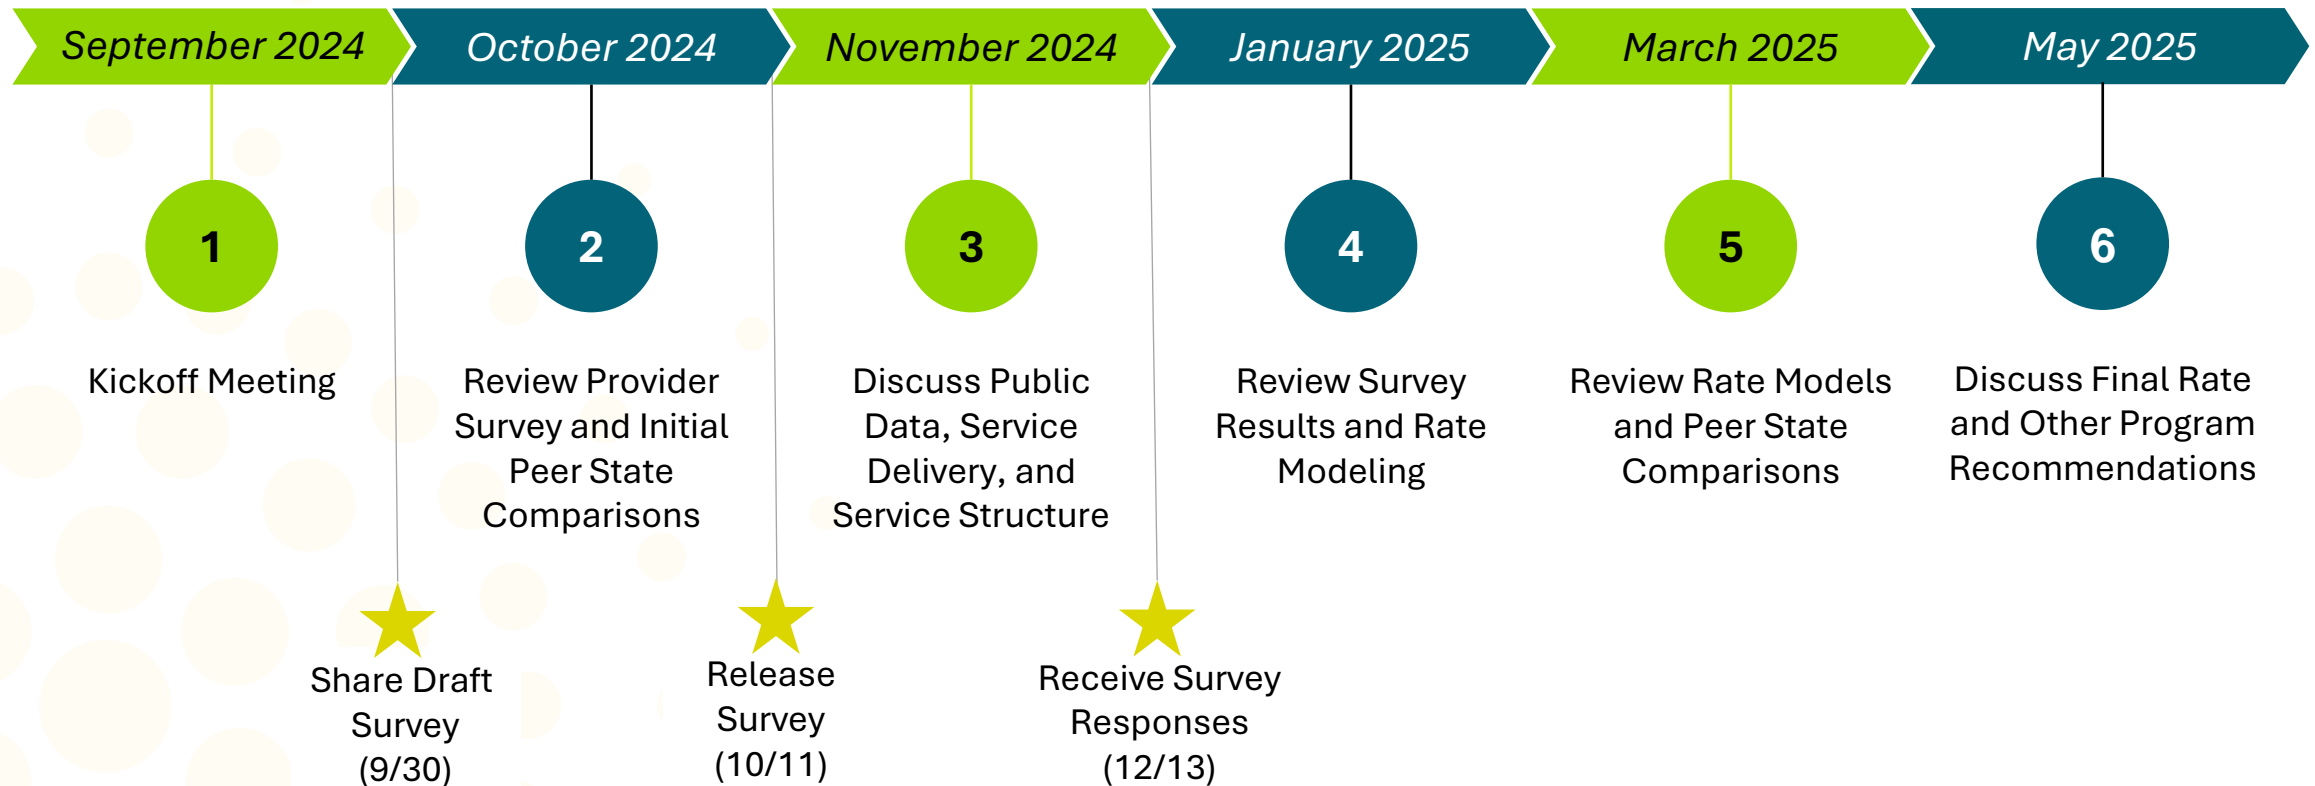 September 2024
October 2024
November 2024
January 2025
March 2025
May 2025
1
2
3
4
5
6
Kickoff Meeting
Review Provider
Survey and Initial
Peer State
Comparisons
Discuss Public
Data, Service
Delivery, and
Service Structure
Review Survey
Results and Rate
Modeling
Review Rate Models
and Peer State
Comparisons
Discuss Final Rate
and Other Program
Recommendations
Share Draft
Survey
(9/30)
Release
Survey
(10/11)
Receive Survey
Responses
(12/13)